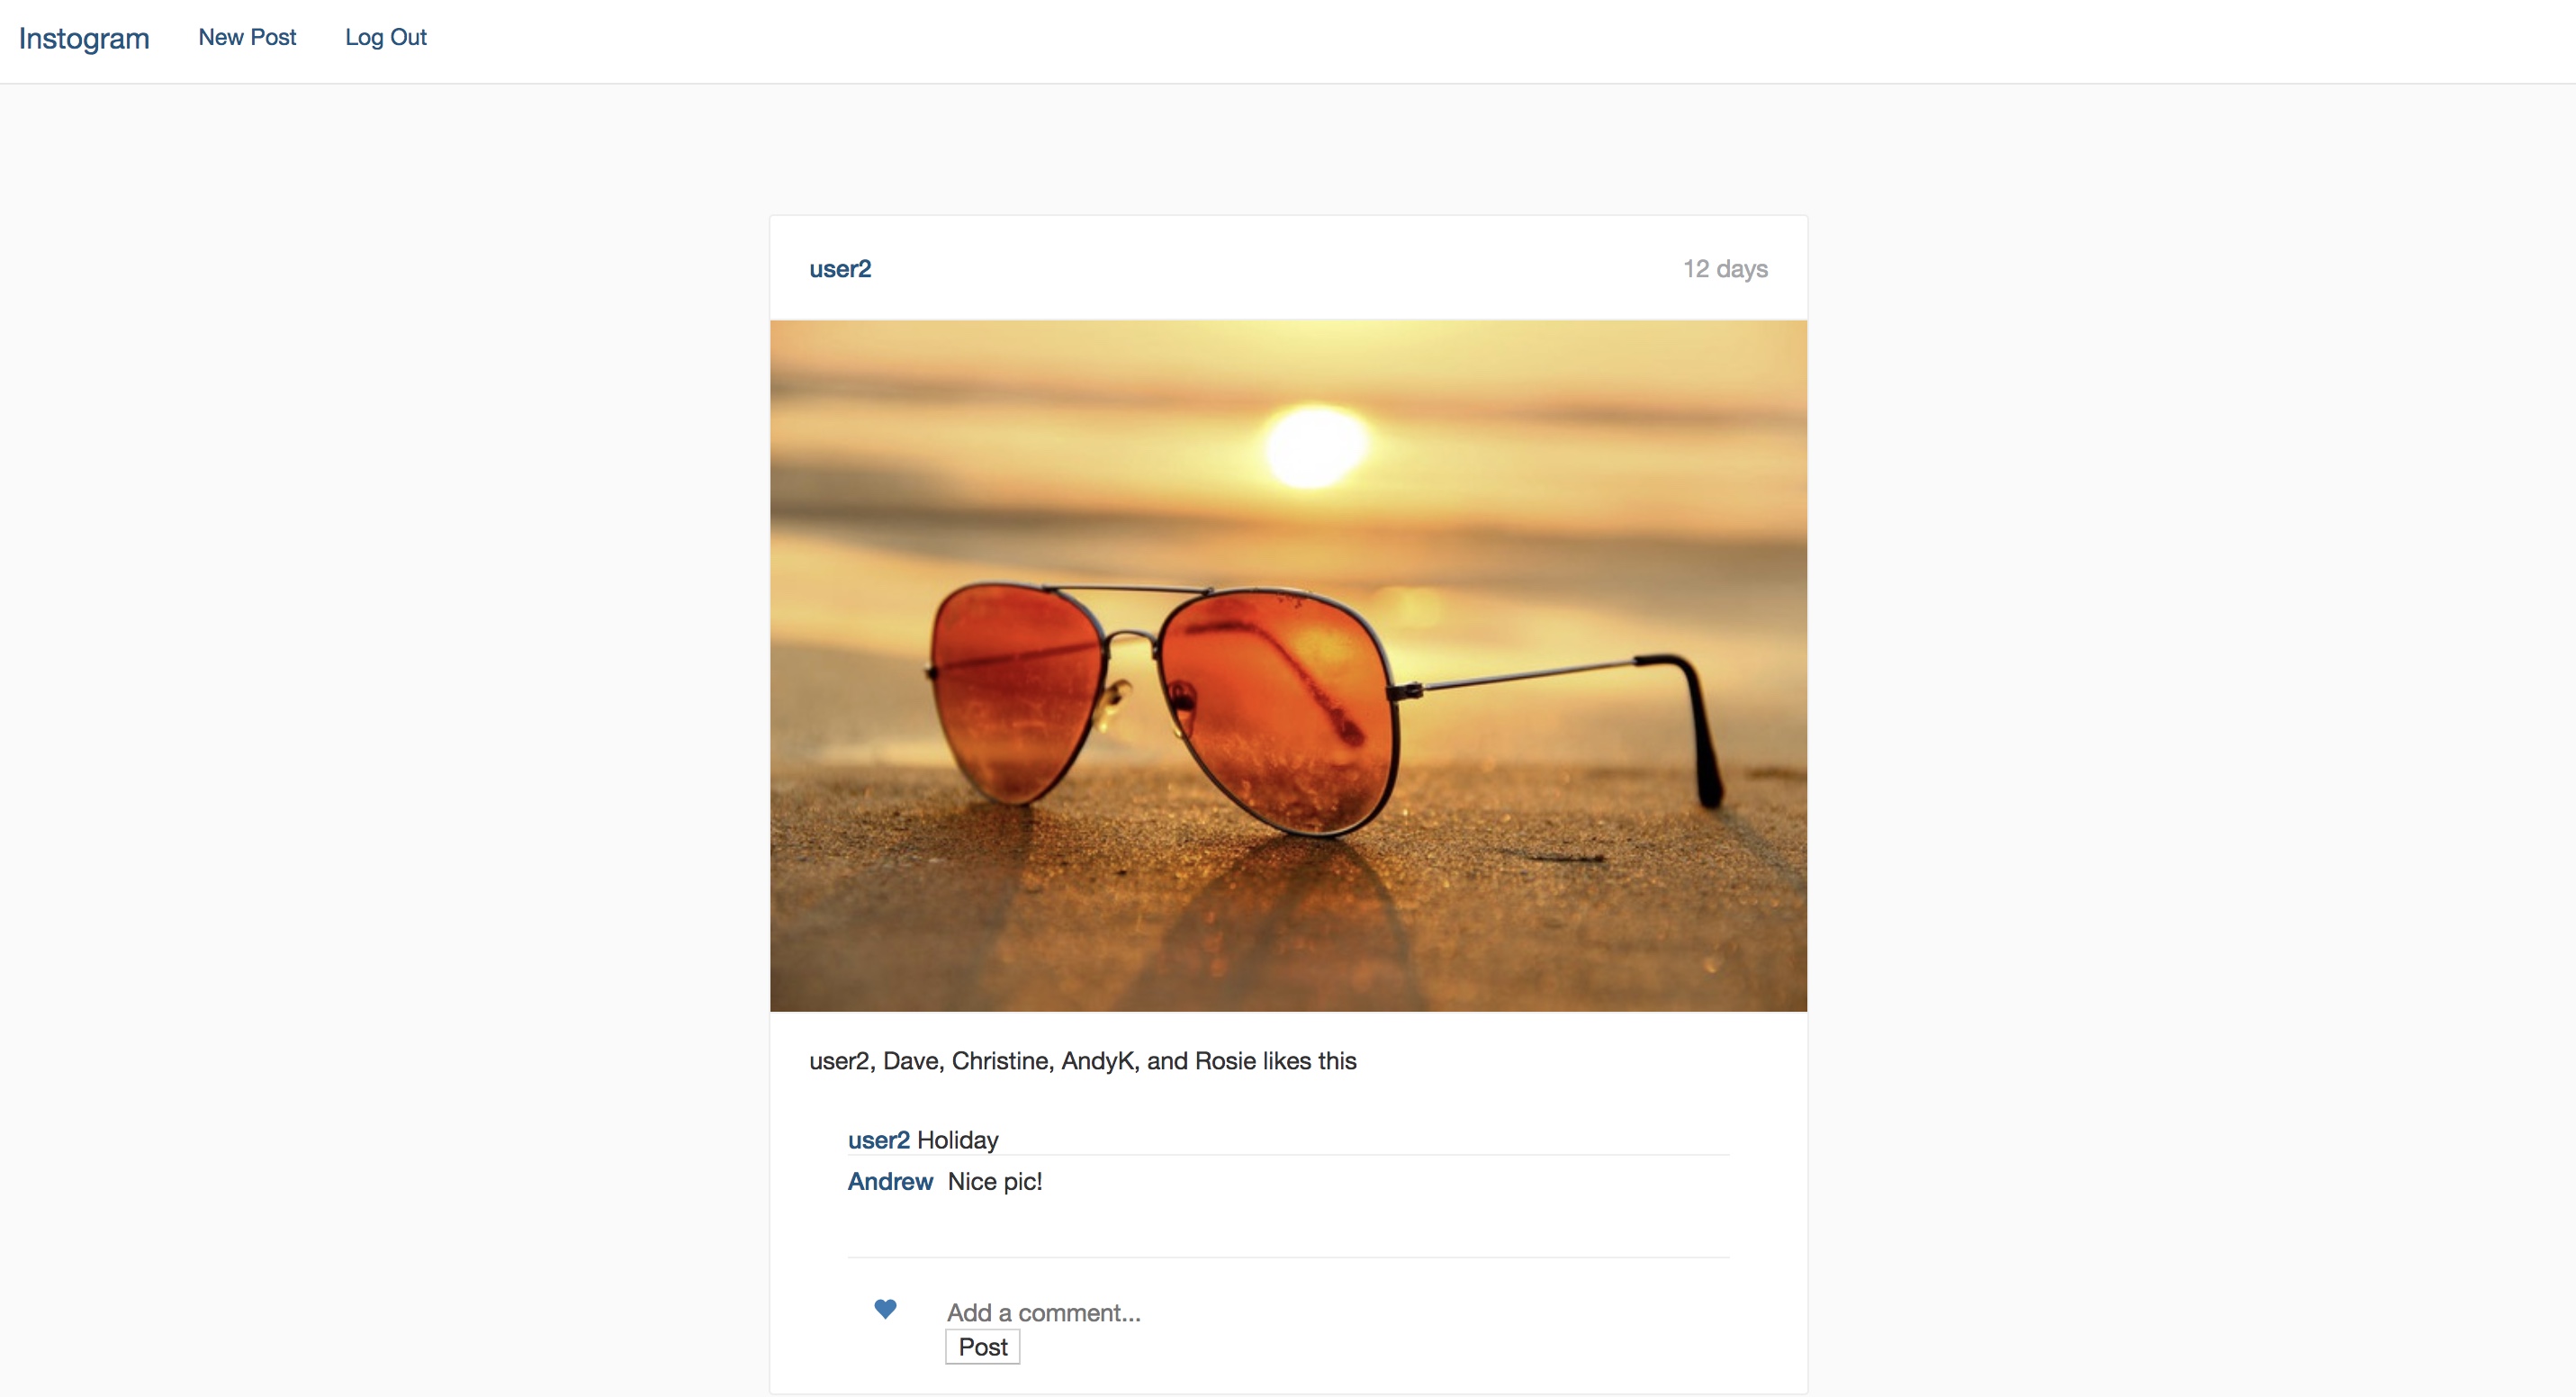 Instogram New Post Log Out
user2 12 days
user2, Dave, Christine, AndyK, and Rosie likes this
user2 Holiday
Andrew Nice pic!
Add a comment...
Post